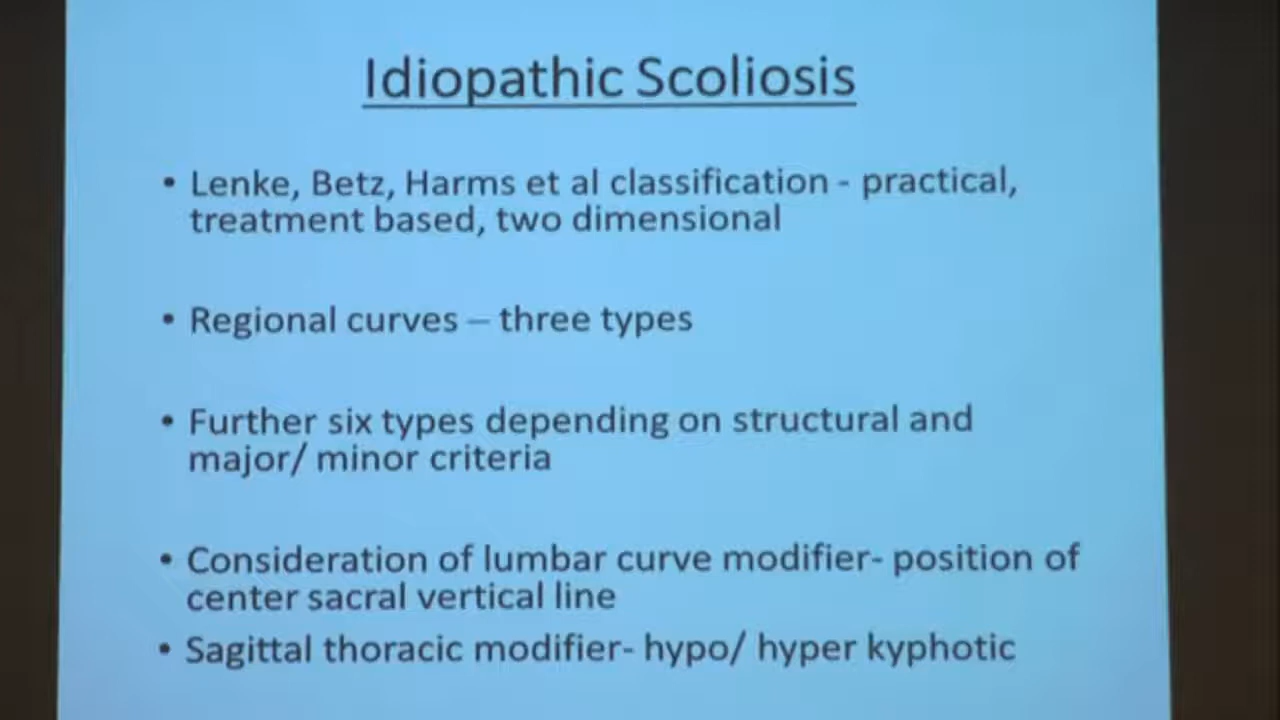 Idiopathic Scoliosis
• Lenke, Betz, Harms et al classification - practical,
treatment based, two dimensional
• Regional curves – three types
• Further six types depending on structural and
major/ minor criteria
• Consideration of lumbar curve modifier- position of
center sacral vertical line
• Sagittal thoracic modifier- hypo/ hyper kyphotic